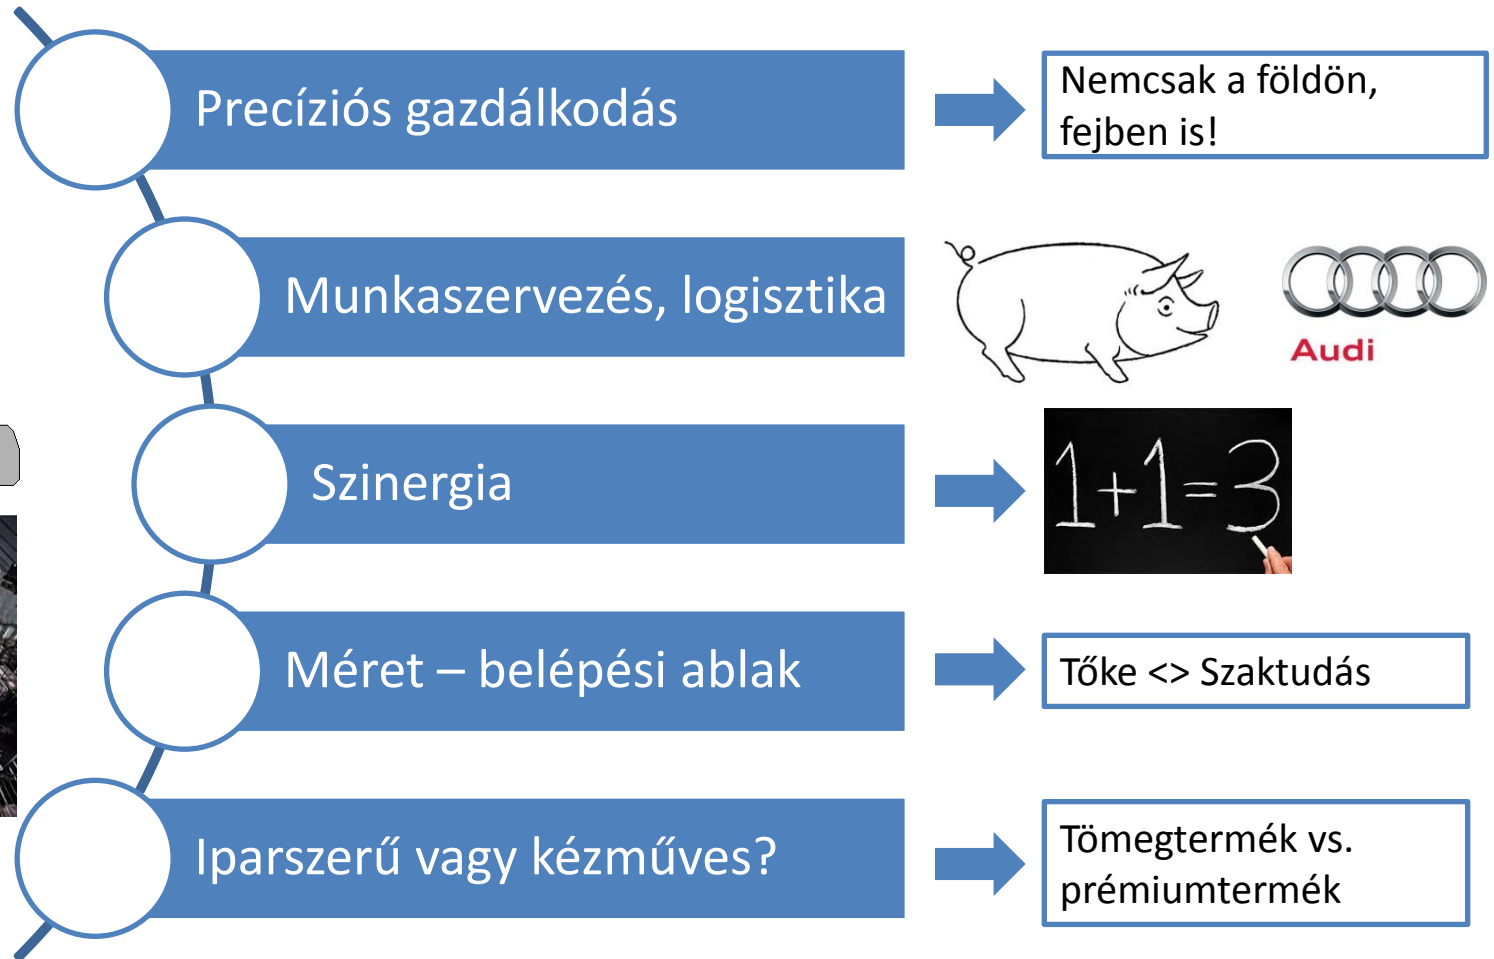 Precíziós gazdálkodás
Nemcsak a földön,
fejben is!
Munkaszervezés, logisztika
Audi
Szinergia
1+1=3
Méret – belépési ablak
Tőke <> Szaktudás
Iparszerű vagy kézműves?
Tömegtermék vs.
prémiumtermék